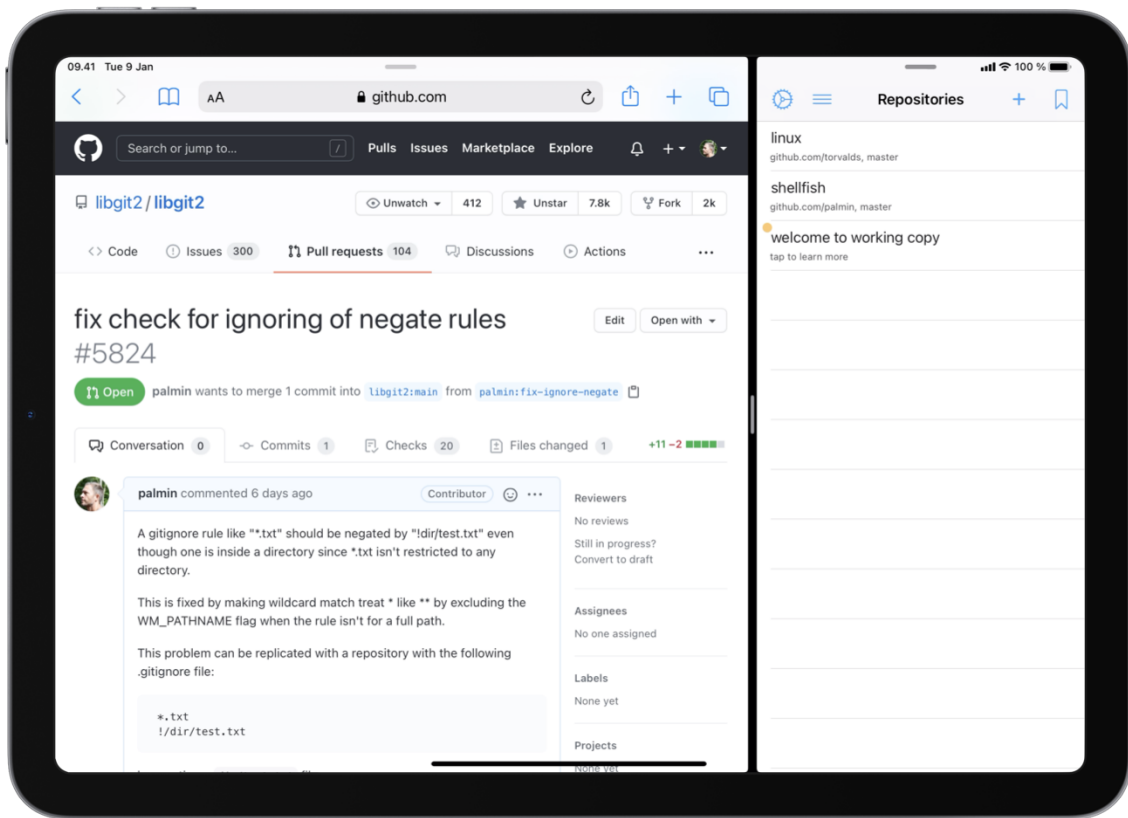 09.41 Tue 9 Jan
AA
github.com
Search or jump to... /
Pulls Issues Marketplace Explore
libgit2 / libgit2
Unwatch 412
Unstar 7.8k
Fork 2k
Code
Issues 300
Pull requests 104
Discussions
Actions
fix check for ignoring of negate rules
#5824
Edit
Open with
Open
palmin wants to merge 1 commit into libgit2:main from palmin:fix-ignore-negate
Conversation 0
Commits 1
Checks 20
Files changed 1
+11 −2
palmin commented 6 days ago
Contributor
A gitignore rule like "*.txt" should be negated by "!dir/test.txt" even
though one is inside a directory since *.txt isn't restricted to any
directory.
This is fixed by making wildcard match treat * like ** by excluding the
WM_PATHNAME flag when the rule isn't for a full path.
This problem can be replicated with a repository with the following
.gitignore file:
*.txt
!/dir/test.txt
Reviewers
No reviews
Still in progress?
Convert to draft
Assignees
No one assigned
Labels
None yet
Projects
None yet
100 %
Repositories
linux
github.com/torvalds, master
shellfish
github.com/palmin, master
welcome to working copy
tap to learn more